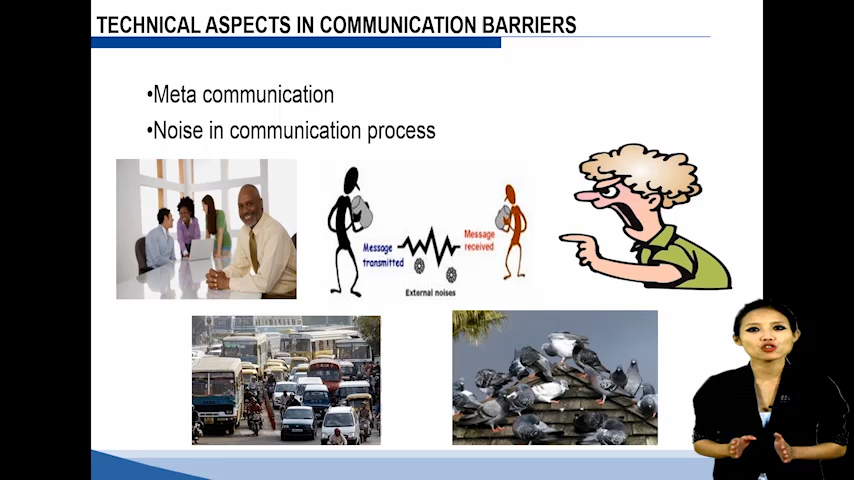 TECHNICAL ASPECTS IN COMMUNICATION BARRIERS
•Meta communication
•Noise in communication process
Message
transmitted
Message
received
External noises